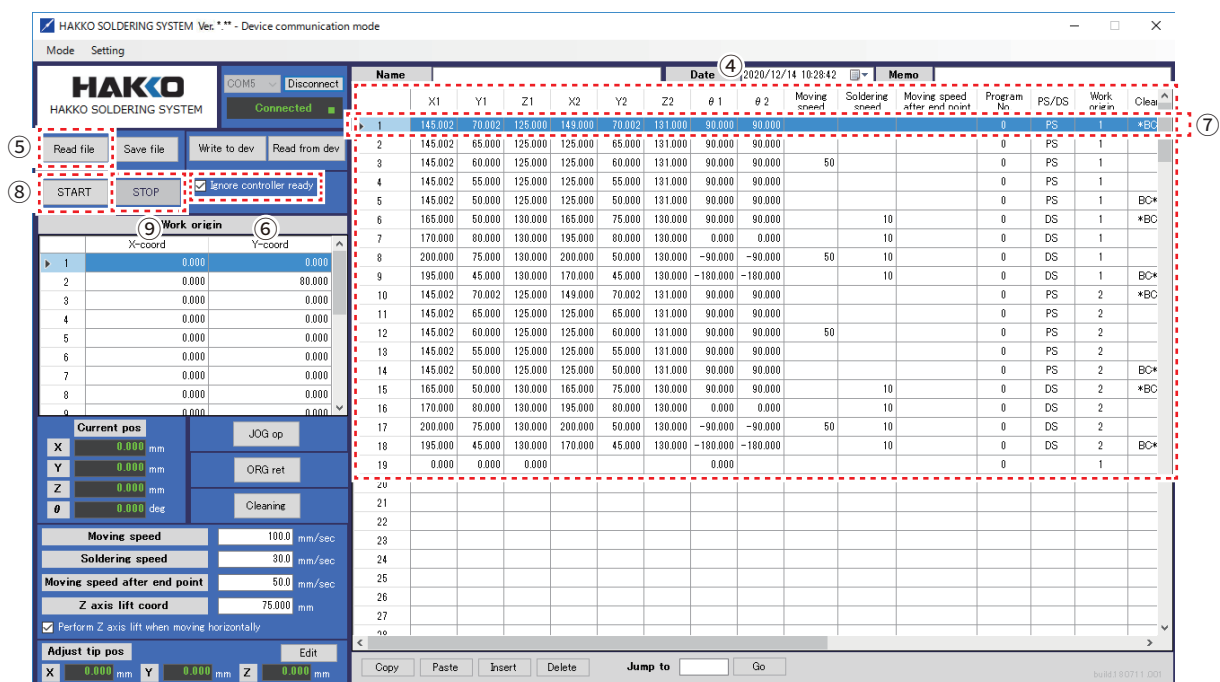 HAKKO SOLDERING SYSTEM Ver. *.** - Device communication mode
Mode Setting
HAKKO
HAKKO SOLDERING SYSTEM
COM5 Disconnect
Connected
Name Date ④ 2020/12/14 10:28:42 Memo
X1 Y1 Z1 X2 Y2 Z2 θ 1 θ 2 Moving speed Soldering speed Moving speed after end point Program No. PS/DS Work origin Clear
1 145.002 70.002 125.000 149.000 70.002 131.000 90.000 90.000 0 PS 1 *BC
⑦
2 145.002 65.000 125.000 125.000 65.000 131.000 90.000 90.000 0 PS 1
3 145.002 60.000 125.000 125.000 60.000 131.000 90.000 90.000 50 0 PS 1
4 145.002 55.000 125.000 125.000 55.000 131.000 90.000 90.000 0 PS 1
5 145.002 50.000 125.000 125.000 50.000 131.000 90.000 90.000 0 PS 1 BC*
6 165.000 50.000 130.000 165.000 75.000 130.000 90.000 90.000 10 0 DS 1 *BC
7 170.000 80.000 130.000 195.000 80.000 130.000 0.000 0.000 10 0 DS 1
8 200.000 75.000 130.000 200.000 50.000 130.000 -90.000 -90.000 50 10 0 DS 1
9 195.000 45.000 130.000 170.000 45.000 130.000 -180.000 -180.000 10 0 DS 1 BC*
10 145.002 70.002 125.000 149.000 70.002 131.000 90.000 90.000 0 PS 2 *BC
11 145.002 65.000 125.000 125.000 65.000 131.000 90.000 90.000 0 PS 2
12 145.002 60.000 125.000 125.000 60.000 131.000 90.000 90.000 50 0 PS 2
13 145.002 55.000 125.000 125.000 55.000 131.000 90.000 90.000 0 PS 2
14 145.002 50.000 125.000 125.000 50.000 131.000 90.000 90.000 0 PS 2 BC*
15 165.000 50.000 130.000 165.000 75.000 130.000 90.000 90.000 10 0 DS 2 *BC
16 170.000 80.000 130.000 195.000 80.000 130.000 0.000 0.000 10 0 DS 2
17 200.000 75.000 130.000 200.000 50.000 130.000 -90.000 -90.000 50 10 0 DS 2
18 195.000 45.000 130.000 170.000 45.000 130.000 -180.000 -180.000 10 0 DS 2 BC*
19 0.000 0.000 0.000 0.000 0 1
20
21
22
23
24
25
26
27
28
⑤ Read file Save file Write to dev Read from dev
⑧ START STOP Ignore controller ready
⑨ Work origin ⑥
X-coord Y-coord
1 0.000 0.000
2 0.000 80.000
3 0.000 0.000
4 0.000 0.000
5 0.000 0.000
6 0.000 0.000
7 0.000 0.000
8 0.000 0.000
9 0.000 0.000
Current pos
X 0.000 mm
Y 0.000 mm
Z 0.000 mm
θ 0.000 deg
JOG op
ORG ret
Cleaning
Moving speed 100.0 mm/sec
Soldering speed 30.0 mm/sec
Moving speed after end point 50.0 mm/sec
Z axis lift coord 75.000 mm
Perform Z axis lift when moving horizontally
Adjust tip pos Edit
X 0.000 mm Y 0.000 mm Z 0.000 mm
Copy Paste Insert Delete Jump to Go
build.180711.001